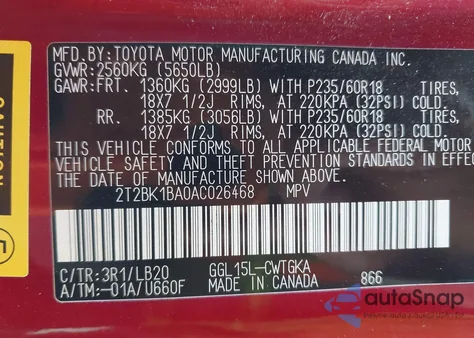 MFD.BY:TOYOTA MOTOR MANUFACTURING CANADA INC.
GVWR:2560KG (5650LB)
GAWR:FRT. 1360KG (2999LB) WITH P235/60R18 TIRES,
18X7 1/2J RIMS, AT 220KPA (32PSI) COLD.
RR. 1385KG (3056LB) WITH P235/60R18 TIRES,
18X7 1/2J RIMS, AT 220KPA (32PSI) COLD.
THIS VEHICLE CONFORMS TO ALL APPLICABLE FEDERAL MOTOR
VEHICLE SAFETY AND THEFT PREVENTION STANDARDS IN EFFE
THE DATE OF MANUFACTURE SHOWN ABOVE.
2T2BK1BA0AC026468 MPV
C/TR:3R1/LB20 GGL15L-CWTGKA
A/TM:-01A/U660F MADE IN CANADA 866
CAUTION
autoSnap